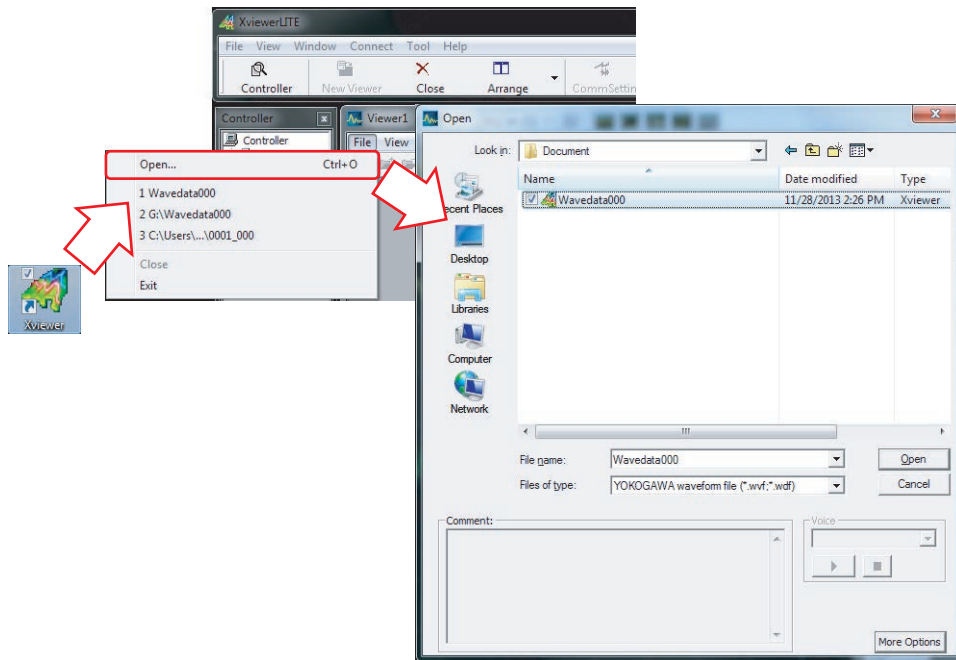 XviewerLITE
File View Window Connect Tool Help
Controller New Viewer Close Arrange CommSettin
Controller Viewer1
Controller File View
Open... Ctrl+O
1 Wavedata000
2 G:\Wavedata000
3 C:\Users\...\0001_000
Close
Exit
Xviewer
Open
Look in: Document
Name Date modified Type
Wavedata000 11/28/2013 2:26 PM Xviewer
ecent Places
Desktop
Libraries
Computer
Network
File name: Wavedata000 Open
Files of type: YOKOGAWA waveform file (*.wvf;*.wdf) Cancel
Comment: Voice
More Options